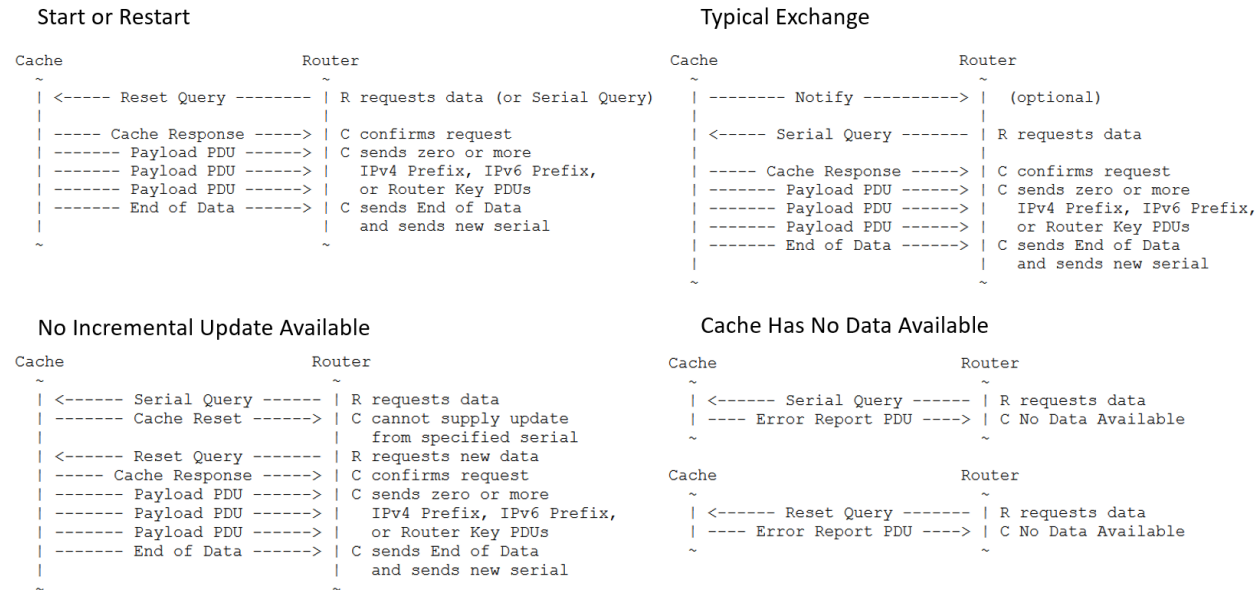 Start or Restart
Cache                         Router
  ~                             ~
  | <----- Reset Query -------- | R requests data (or Serial Query)
  |                             |
  | ----- Cache Response -----> | C confirms request
  | ------- Payload PDU ------> | C sends zero or more
  | ------- Payload PDU ------> |   IPv4 Prefix, IPv6 Prefix,
  | ------- Payload PDU ------> |   or Router Key PDUs
  | ------- End of Data ------> | C sends End of Data
  |                             |   and sends new serial
  ~                             ~
Typical Exchange
Cache                         Router
  ~                             ~
  | -------- Notify ----------> |  (optional)
  |                             |
  | <----- Serial Query ------- | R requests data
  |                             |
  | ----- Cache Response -----> | C confirms request
  | ------- Payload PDU ------> | C sends zero or more
  | ------- Payload PDU ------> |   IPv4 Prefix, IPv6 Prefix,
  | ------- Payload PDU ------> |   or Router Key PDUs
  | ------- End of Data ------> | C sends End of Data
  |                             |   and sends new serial
  ~                             ~
No Incremental Update Available
Cache                          Router
  ~                              ~
  | <------ Serial Query ------ | R requests data
  | ------- Cache Reset ------> | C cannot supply update
  |                             |   from specified serial
  | <------ Reset Query ------- | R requests new data
  | ----- Cache Response -----> | C confirms request
  | ------- Payload PDU ------> | C sends zero or more
  | ------- Payload PDU ------> |   IPv4 Prefix, IPv6 Prefix,
  | ------- Payload PDU ------> |   or Router Key PDUs
  | ------- End of Data ------> | C sends End of Data
  |                             |   and sends new serial
  ~                             ~
Cache Has No Data Available
Cache                          Router
  ~                              ~
  | <------ Serial Query ------ | R requests data
  | ---- Error Report PDU ----> | C No Data Available
  ~                             ~
Cache                          Router
  ~                              ~
  | <------ Reset Query ------- | R requests data
  | ---- Error Report PDU ----> | C No Data Available
  ~                             ~